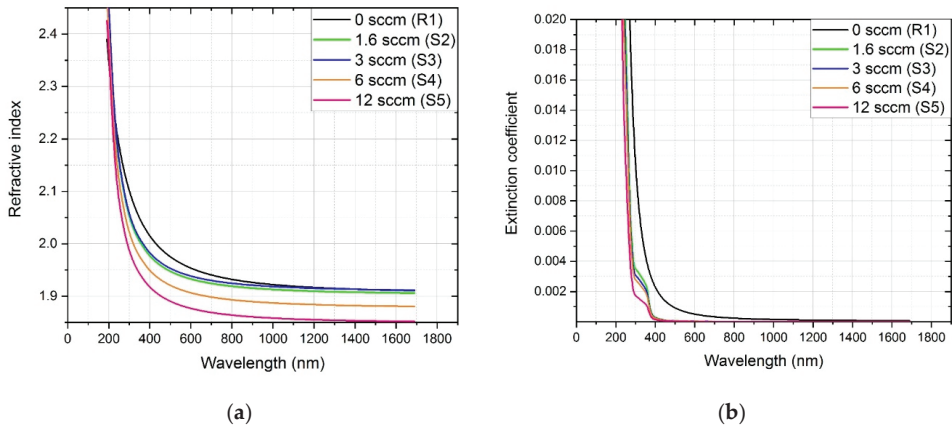 2.4
2.3
2.2
2.1
2.0
1.9
Refractive index
0 200 400 600 800 1000 1200 1400 1600 1800
Wavelength (nm)
0 sccm (R1)
1.6 sccm (S2)
3 sccm (S3)
6 sccm (S4)
12 sccm (S5)
(a)
0.020
0.018
0.016
0.014
0.012
0.010
0.008
0.006
0.004
0.002
Extinction coefficient
0 200 400 600 800 1000 1200 1400 1600 1800
Wavelength (nm)
0 sccm (R1)
1.6 sccm (S2)
3 sccm (S3)
6 sccm (S4)
12 sccm (S5)
(b)